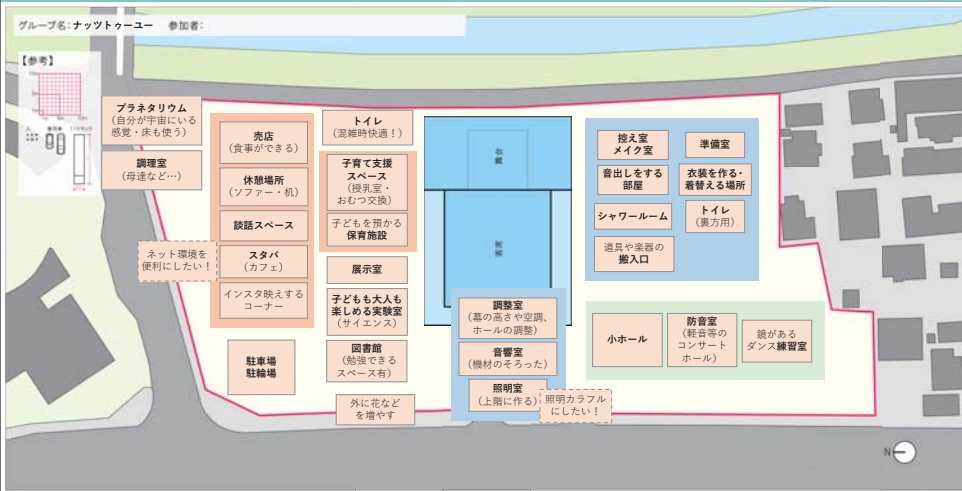 グループ名：ナッツトゥーユー　参加者：
【参考】
プラネタリウム
（自分が宇宙にいる
感覚・床も使う）
調理室
（母達など…）
売店
（食事ができる）
休憩場所
（ソファー・机）
談話スペース
ネット環境を
便利にしたい！
スタバ
（カフェ）
インスタ映えする
コーナー
駐車場
駐輪場
トイレ
（混雑時快適！）
子育て支援
スペース
（授乳室・
おむつ交換）
子どもを預かる
保育施設
展示室
子どもも大人も
楽しめる実験室
（サイエンス）
図書館
（勉強できる
スペース有）
外に花など
を増やす
舞台
客席
調整室
（幕の高さや空調、
ホールの調整）
音響室
（機材のそろった）
照明室
（上階に作る）
照明カラフル
にしたい！
控え室
メイク室
準備室
音出しをする
部屋
衣装を作る・
着替える場所
シャワールーム
トイレ
（裏方用）
道具や楽器の
搬入口
小ホール
防音室
（軽音等の
コンサート
ホール）
鏡がある
ダンス練習室
N